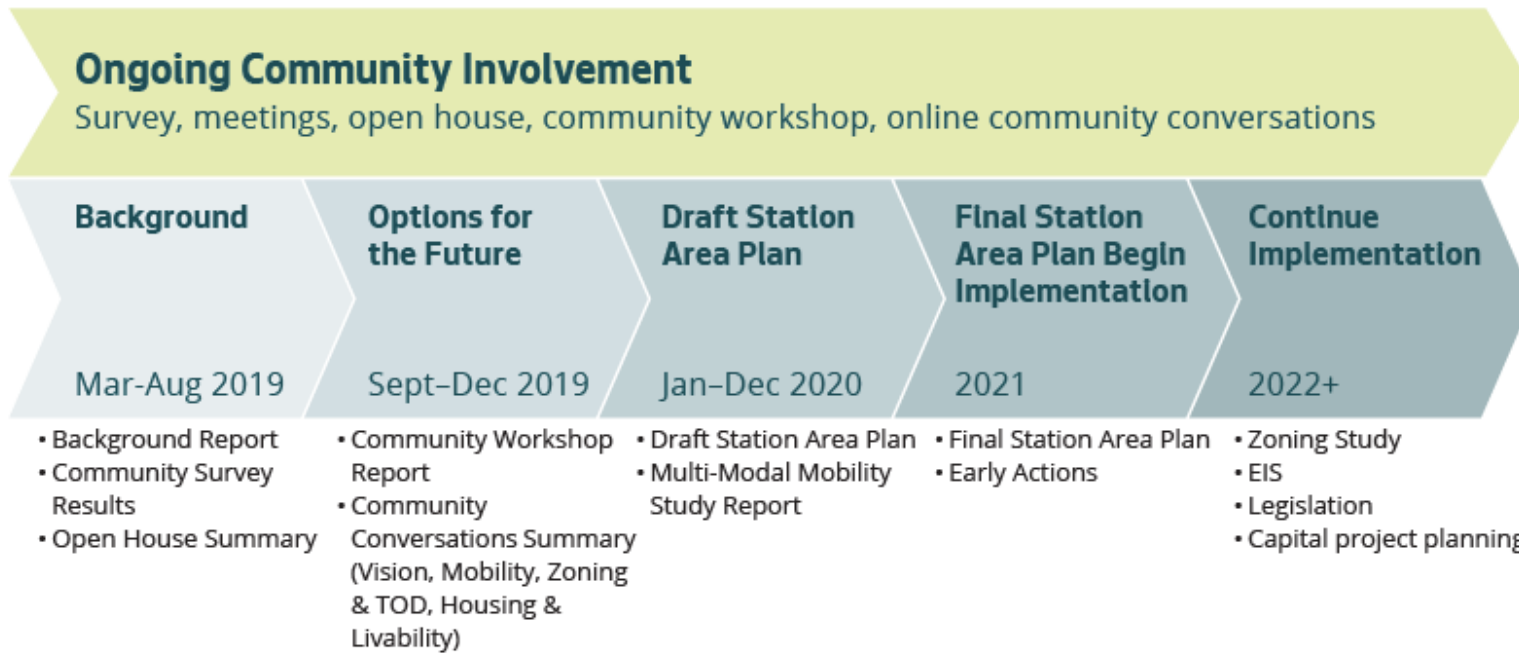 Ongoing Community Involvement
Survey, meetings, open house, community workshop, online community conversations
Background
Mar-Aug 2019
• Background Report
• Community Survey
Results
• Open House Summary
Options for
the Future
Sept–Dec 2019
• Community Workshop
Report
• Community
Conversations Summary
(Vision, Mobility, Zoning
& TOD, Housing &
Livability)
Draft Station
Area Plan
Jan–Dec 2020
• Draft Station Area Plan
• Multi-Modal Mobility
Study Report
Final Station
Area Plan Begin
Implementation
2021
• Final Station Area Plan
• Early Actions
Continue
Implementation
2022+
• Zoning Study
• EIS
• Legislation
• Capital project planning